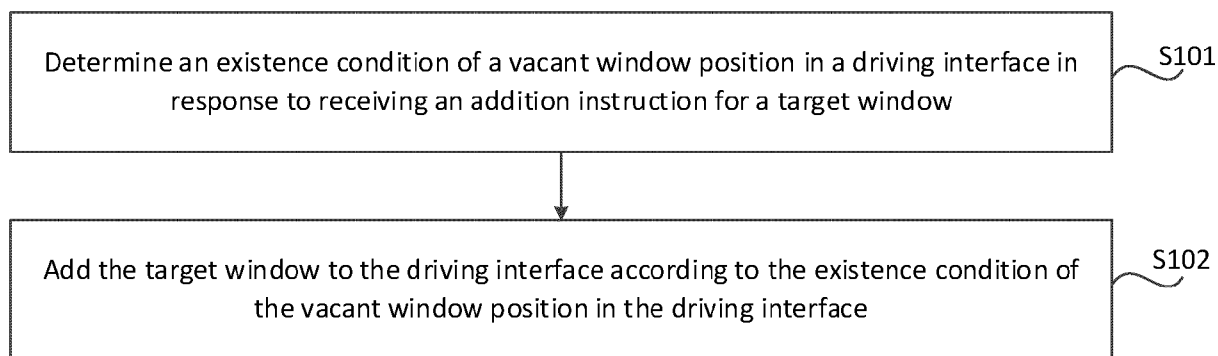 Determine an existence condition of a vacant window position in a driving interface in
response to receiving an addition instruction for a target window
S101
Add the target window to the driving interface according to the existence condition of
the vacant window position in the driving interface
S102